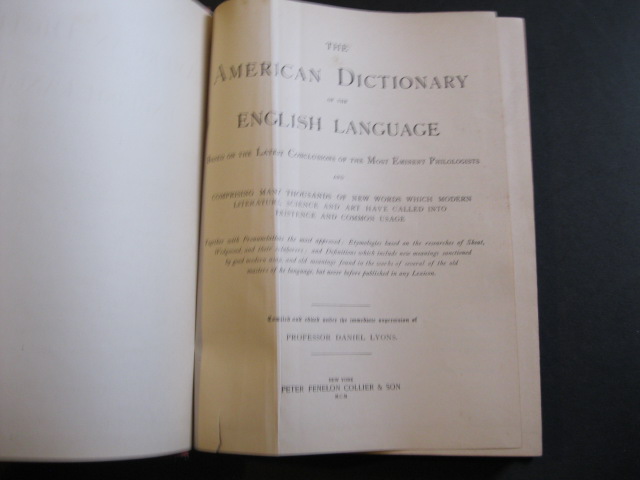 THE
AMERICAN DICTIONARY
OF THE
ENGLISH LANGUAGE
BASED ON THE LATEST CONCLUSIONS OF THE MOST EMINENT PHILOLOGISTS
AND
COMPRISING MANY THOUSANDS OF NEW WORDS WHICH MODERN
LITERATURE, SCIENCE AND ART HAVE CALLED INTO
EXISTENCE AND COMMON USAGE
Together with Pronunciations the most approved; Etymologies based on the researches of Skeat,
Wedgwood, and their ; and Definitions which include new meanings sanctioned
by good modern use, and old meanings found in the works of several of the old
masters of the language, but never before published in any Lexicon.
Compiled and edited under the immediate supervision of
PROFESSOR DANIEL LYONS.
NEW YORK
PETER FENELON COLLIER & SON